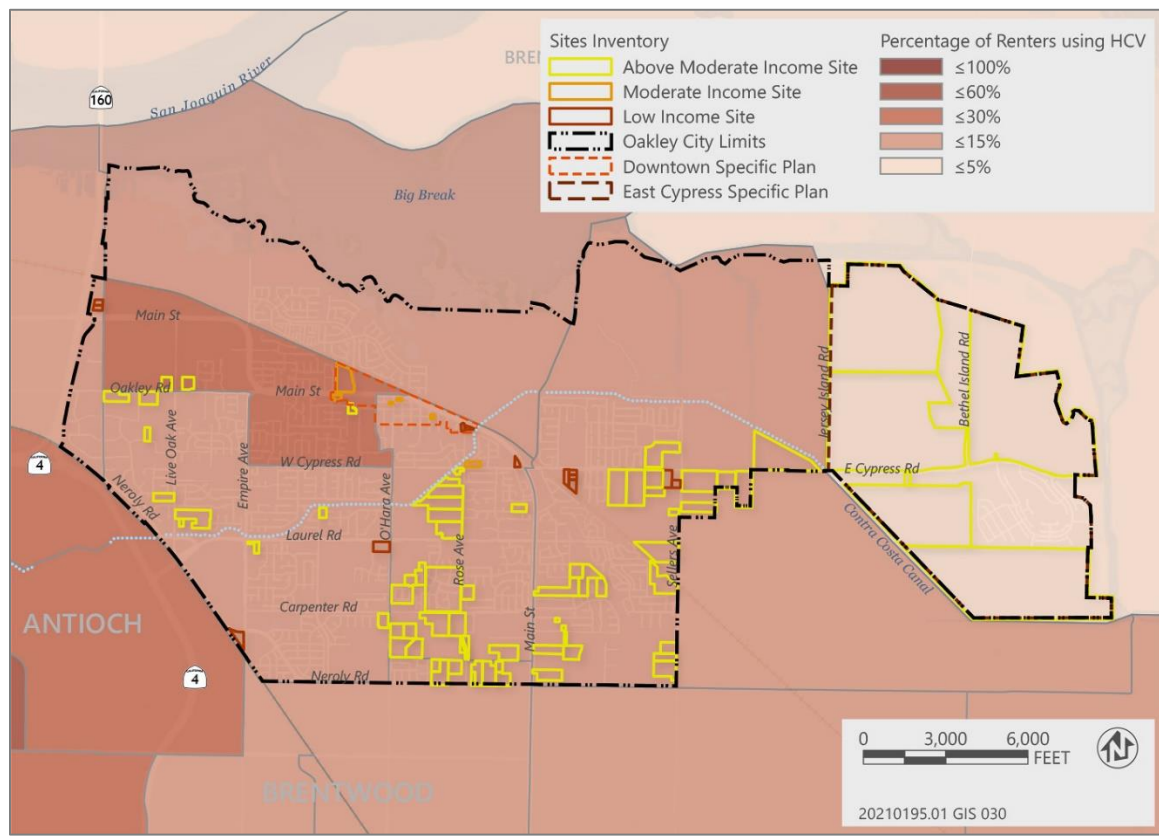 Sites Inventory
Above Moderate Income Site
Moderate Income Site
Low Income Site
Oakley City Limits
Downtown Specific Plan
East Cypress Specific Plan
Percentage of Renters using HCV
≤100%
≤60%
≤30%
≤15%
≤5%
BREN
160
San Joaquin River
Big Break
Main St
Oakley Rd
Main St
Live Oak Ave
Empire Ave
W Cypress Rd
O'Hara Ave
4
Neroly Rd
Laurel Rd
Rose Ave
Sellers Ave
Jersey Island Rd
Bethel Island Rd
E Cypress Rd
Contra Costa Canal
ANTIOCH
Carpenter Rd
Main St
4
Neroly Rd
BRENTWOOD
0 3,000 6,000
FEET
N
20210195.01 GIS 030